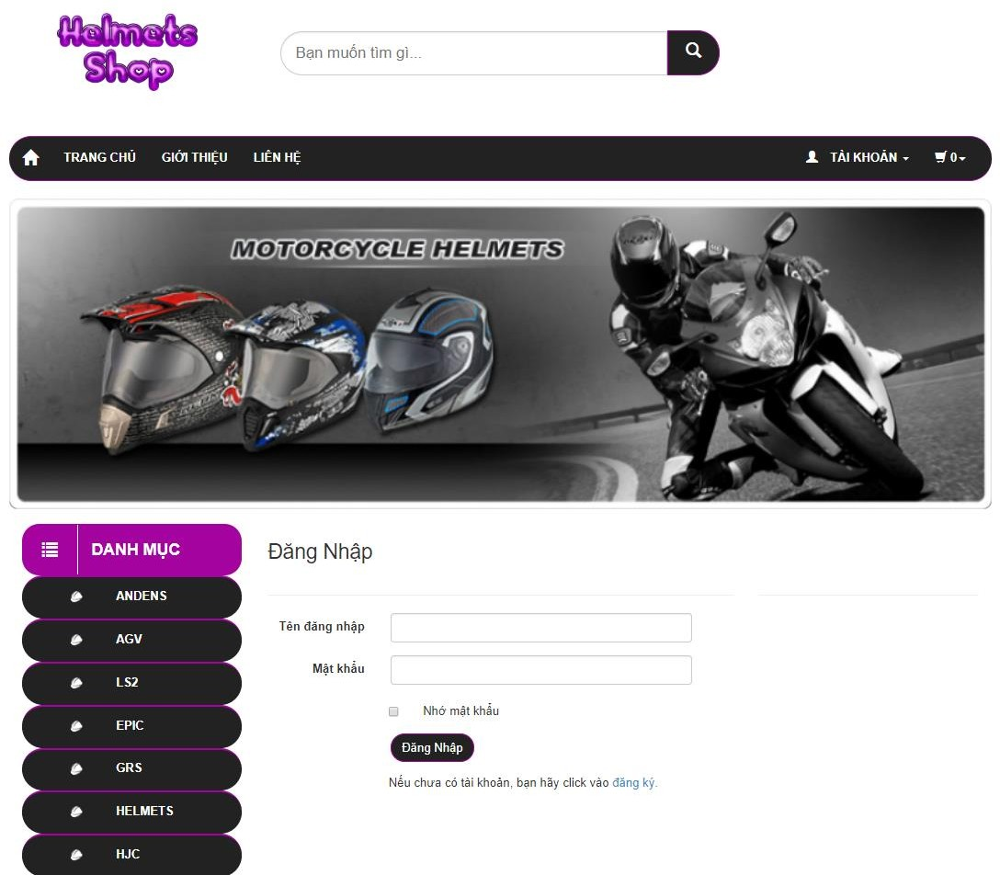 Helmets
Shop
Bạn muốn tìm gì...
TRANG CHỦ GIỚI THIỆU LIÊN HỆ TÀI KHOẢN 0
MOTORCYCLE HELMETS
DANH MỤC
ANDENS
AGV
LS2
EPIC
GRS
HELMETS
HJC
Đăng Nhập
Tên đăng nhập
Mật khẩu
Nhớ mật khẩu
Đăng Nhập
Nếu chưa có tài khoản, bạn hãy click vào đăng ký.